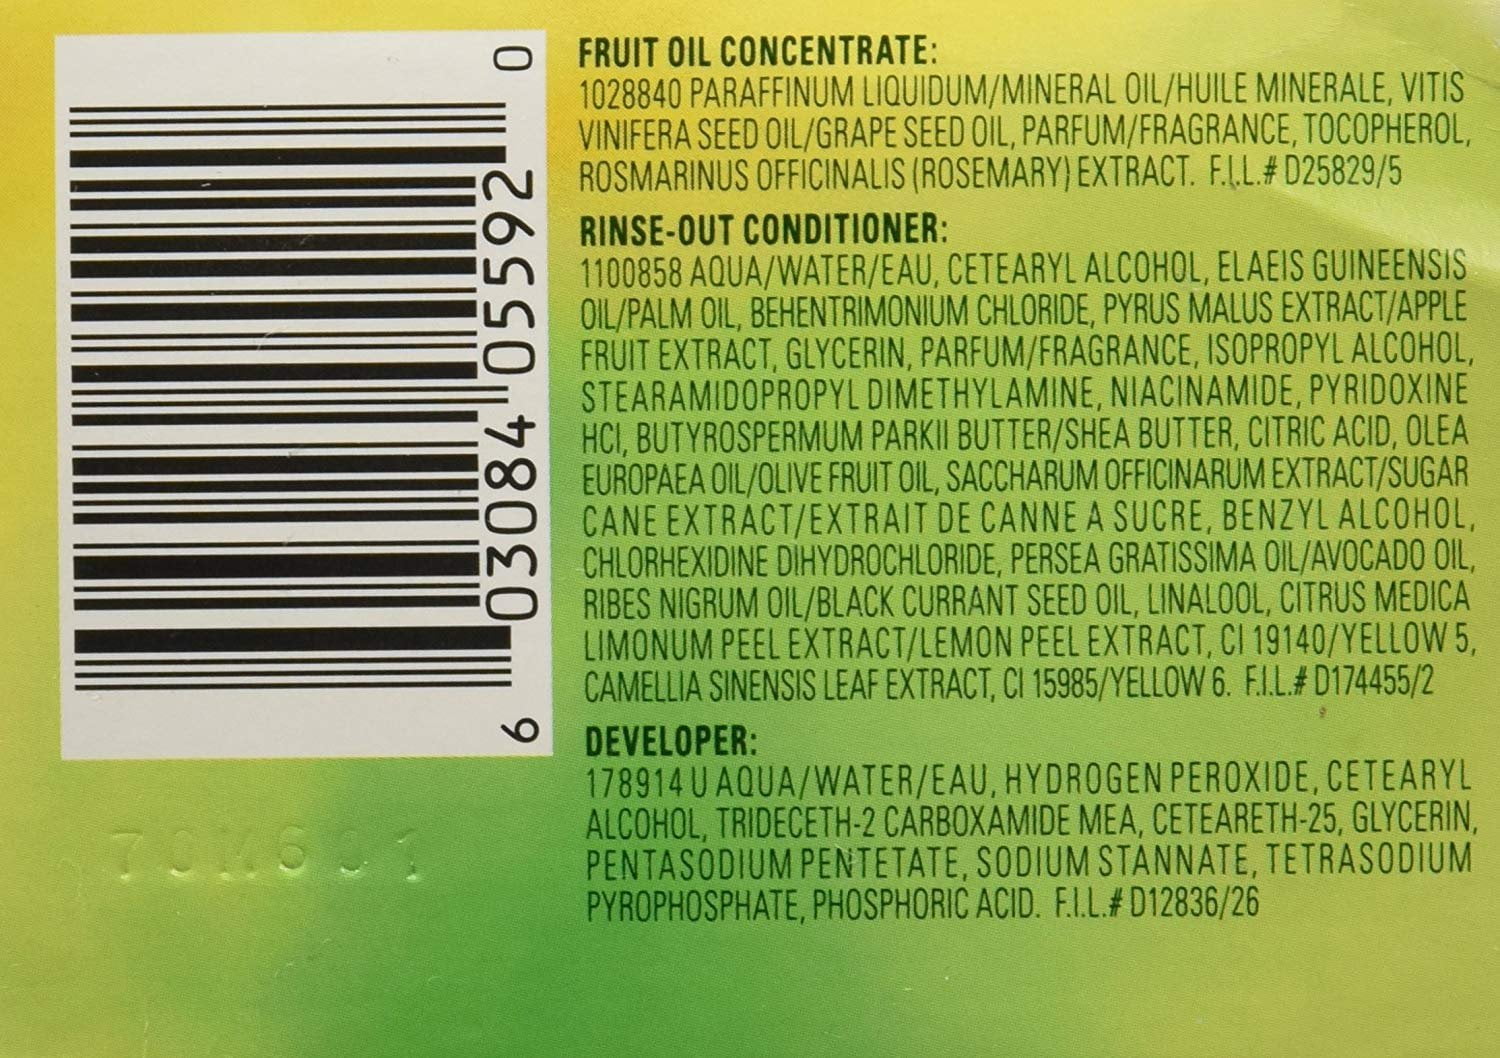 0
03084 05592
6
70M601
FRUIT OIL CONCENTRATE:
1028840 PARAFFINUM LIQUIDUM/MINERAL OIL/HUILE MINERALE, VITIS
VINIFERA SEED OIL/GRAPE SEED OIL, PARFUM/FRAGRANCE, TOCOPHEROL,
ROSMARINUS OFFICINALIS (ROSEMARY) EXTRACT. F.I.L.# D25829/5
RINSE-OUT CONDITIONER:
1100858 AQUA/WATER/EAU, CETEARYL ALCOHOL, ELAEIS GUINEENSIS
OIL/PALM OIL, BEHENTRIMONIUM CHLORIDE, PYRUS MALUS EXTRACT/APPLE
FRUIT EXTRACT, GLYCERIN, PARFUM/FRAGRANCE, ISOPROPYL ALCOHOL,
STEARAMIDOPROPYL DIMETHYLAMINE, NIACINAMIDE, PYRIDOXINE
HCI, BUTYROSPERMUM PARKII BUTTER/SHEA BUTTER, CITRIC ACID, OLEA
EUROPAEA OIL/OLIVE FRUIT OIL, SACCHARUM OFFICINARUM EXTRACT/SUGAR
CANE EXTRACT/EXTRAIT DE CANNE A SUCRE, BENZYL ALCOHOL,
CHLORHEXIDINE DIHYDROCHLORIDE, PERSEA GRATISSIMA OIL/AVOCADO OIL,
RIBES NIGRUM OIL/BLACK CURRANT SEED OIL, LINALOOL, CITRUS MEDICA
LIMONUM PEEL EXTRACT/LEMON PEEL EXTRACT, CI 19140/YELLOW 5,
CAMELLIA SINENSIS LEAF EXTRACT, CI 15985/YELLOW 6. F.I.L.# D174455/2
DEVELOPER:
178914 U AQUA/WATER/EAU, HYDROGEN PEROXIDE, CETEARYL
ALCOHOL, TRIDECETH-2 CARBOXAMIDE MEA, CETEARETH-25, GLYCERIN,
PENTASODIUM PENTETATE, SODIUM STANNATE, TETRASODIUM
PYROPHOSPHATE, PHOSPHORIC ACID. F.I.L.# D12836/26